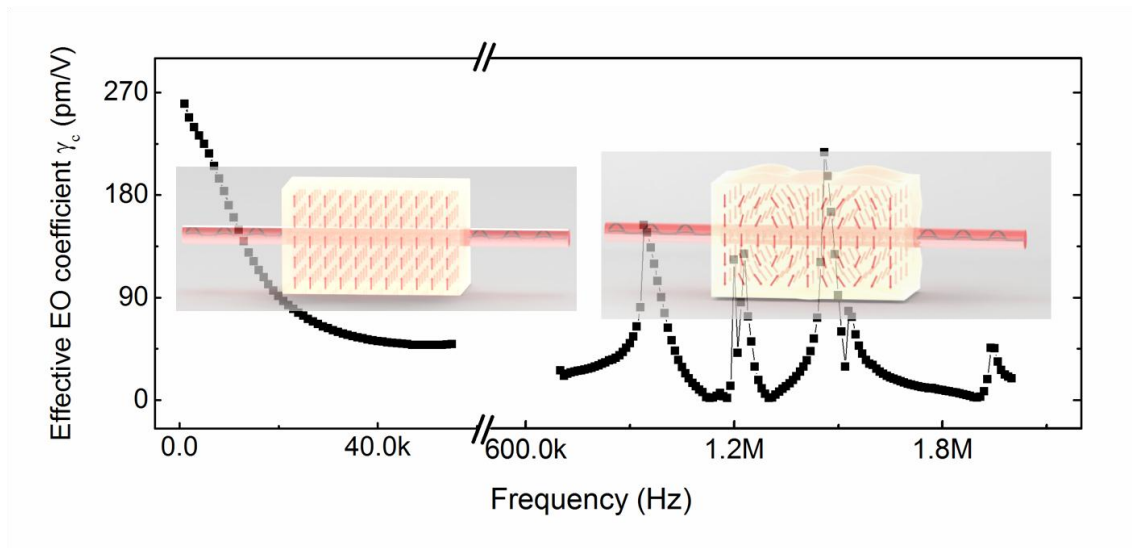 Effective EO coefficient γc (pm/V)
270
180
90
0
0.0
40.0k
600.0k
1.2M
1.8M
Frequency (Hz)